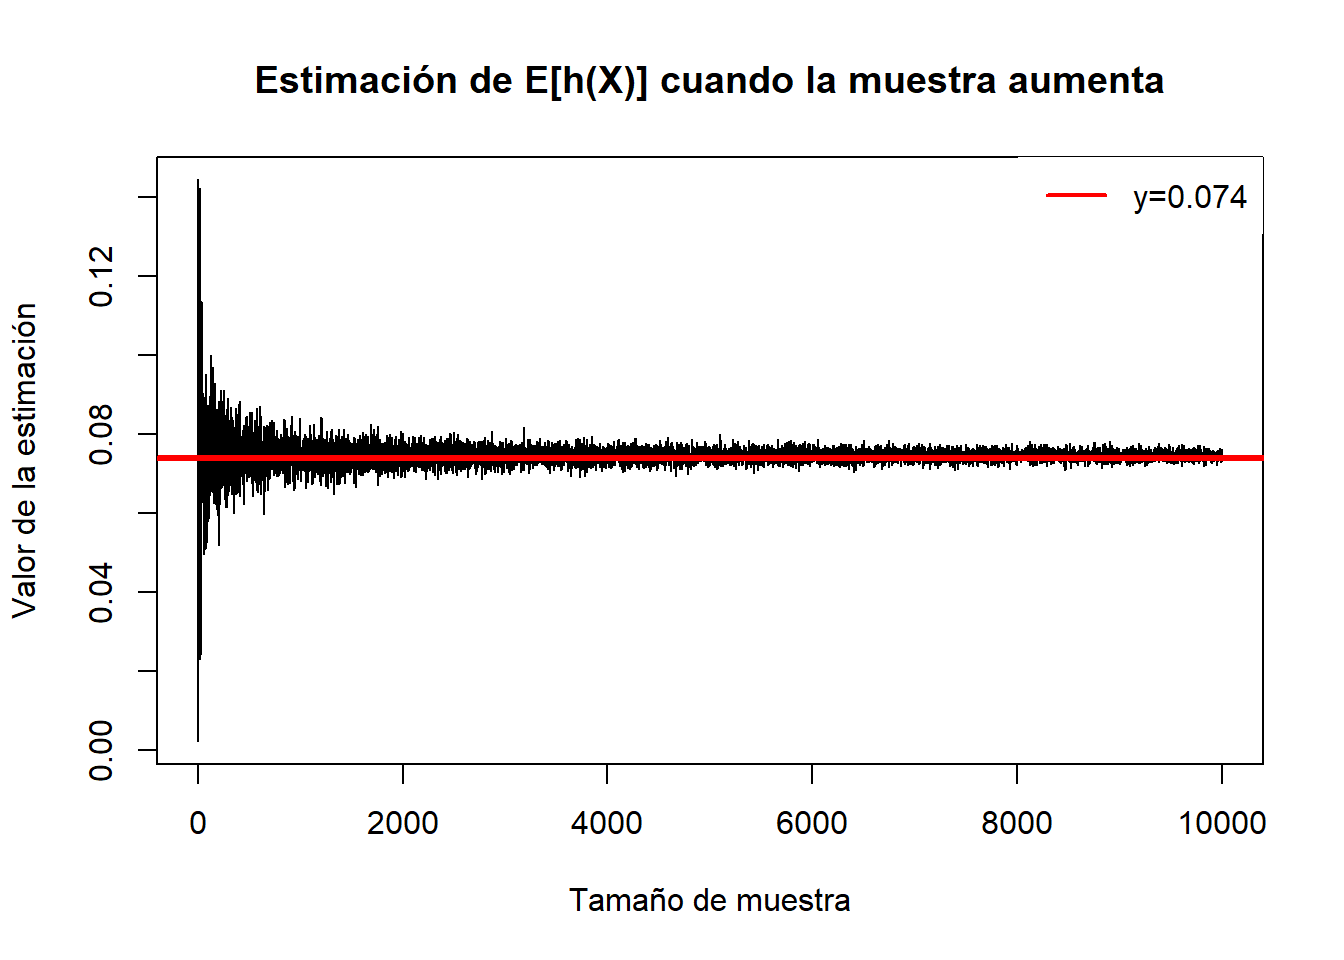 Estimación de E[h(X)] cuando la muestra aumenta
y=0.074
Valor de la estimación
0.12
0.08
0.04
0.00
0 2000 4000 6000 8000 10000
Tamaño de muestra